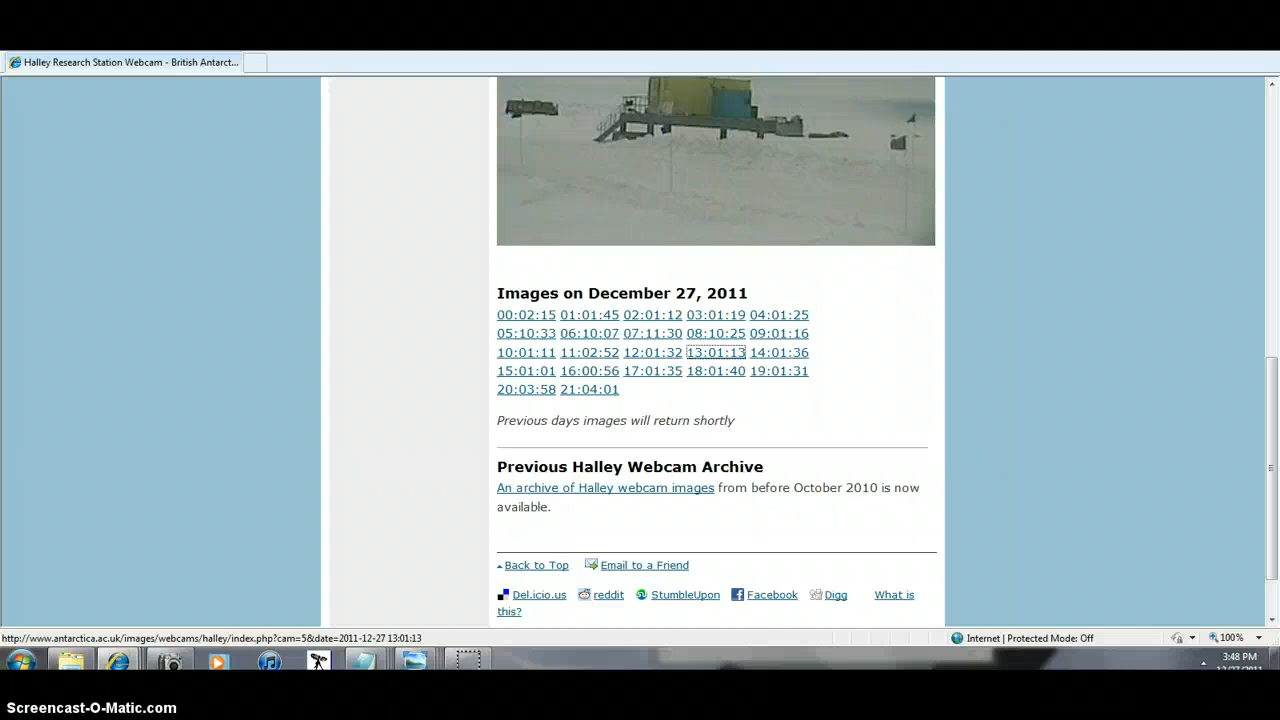 Halley Research Station Webcam - British Antarct...
Images on December 27, 2011
00:02:15 01:01:45 02:01:12 03:01:19 04:01:25
05:10:33 06:10:07 07:11:30 08:10:25 09:01:16
10:01:11 11:02:52 12:01:32 13:01:13 14:01:36
15:01:01 16:00:56 17:01:35 18:01:40 19:01:31
20:03:58 21:04:01
Previous days images will return shortly
Previous Halley Webcam Archive
An archive of Halley webcam images from before October 2010 is now
available.
Back to Top Email to a Friend
Del.icio.us reddit StumbleUpon Facebook Digg What is
this?
http://www.antarctica.ac.uk/images/webcams/halley/index.php?cam=5&date=2011-12-27 13:01:13 Internet | Protected Mode: Off 100%
3:48 PM
12/27/2011
Screencast-O-Matic.com